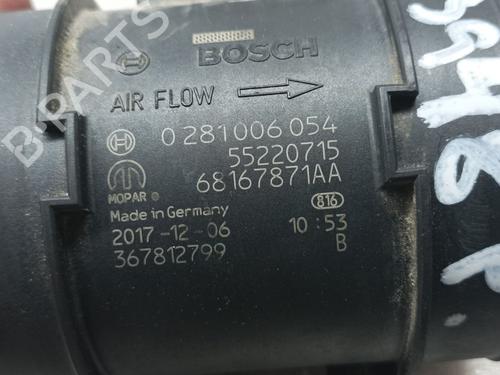 BOSCH
AIR FLOW
0 281 006 054
55220715
68167871AA
MOPAR
Made in Germany
816
2017-12-06
10:53
367812799
B
B-PARTS